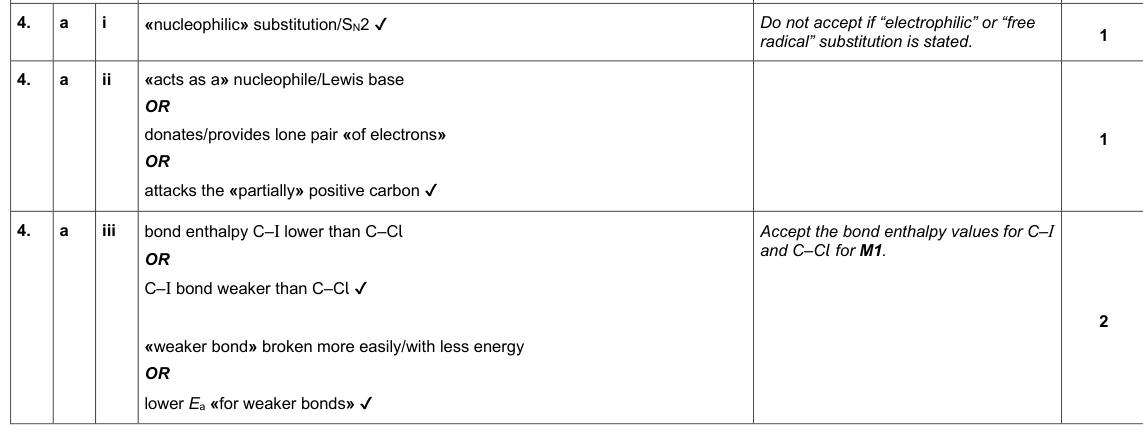 4. a i «nucleophilic» substitution/SN2 ✓ Do not accept if “electrophilic” or “free
radical” substitution is stated. 1
4. a ii «acts as a» nucleophile/Lewis base
OR
donates/provides lone pair «of electrons»
OR
attacks the «partially» positive carbon ✓
1
4. a iii bond enthalpy C–I lower than C–Cl
OR
C–I bond weaker than C–Cl ✓
«weaker bond» broken more easily/with less energy
OR
lower Ea «for weaker bonds» ✓
Accept the bond enthalpy values for C–I
and C–Cl for M1.
2